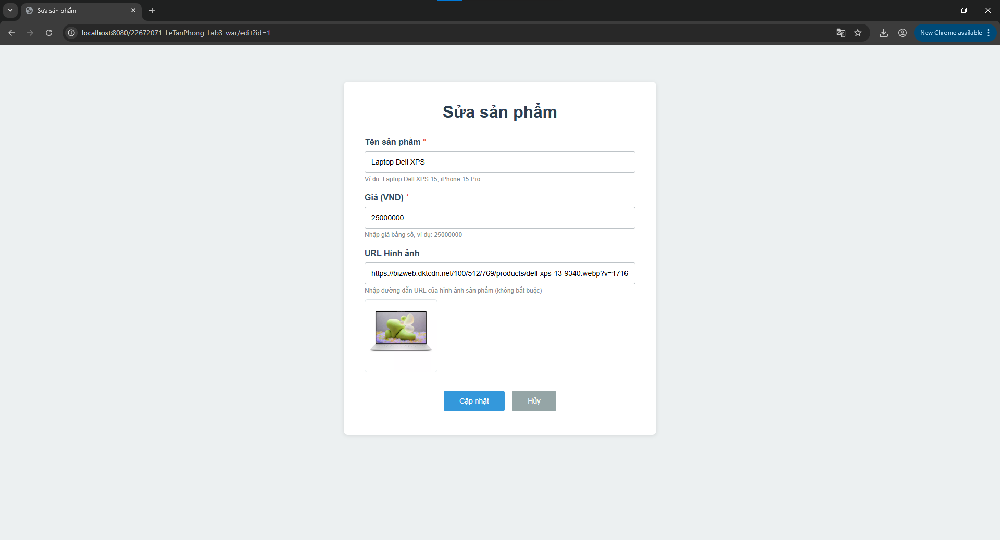 Sửa sản phẩm
localhost:8080/22672071_LeTanPhong_Lab3_war/edit?id=1
New Chrome available
Sửa sản phẩm
Tên sản phẩm *
Laptop Dell XPS
Ví dụ: Laptop Dell XPS 15, iPhone 15 Pro
Giá (VNĐ) *
25000000
Nhập giá bằng số, ví dụ: 25000000
URL Hình ảnh
https://bizweb.dktcdn.net/100/512/769/products/dell-xps-13-9340.webp?v=1716
Nhập đường dẫn URL của hình ảnh sản phẩm (không bắt buộc)
Cập nhật
Hủy